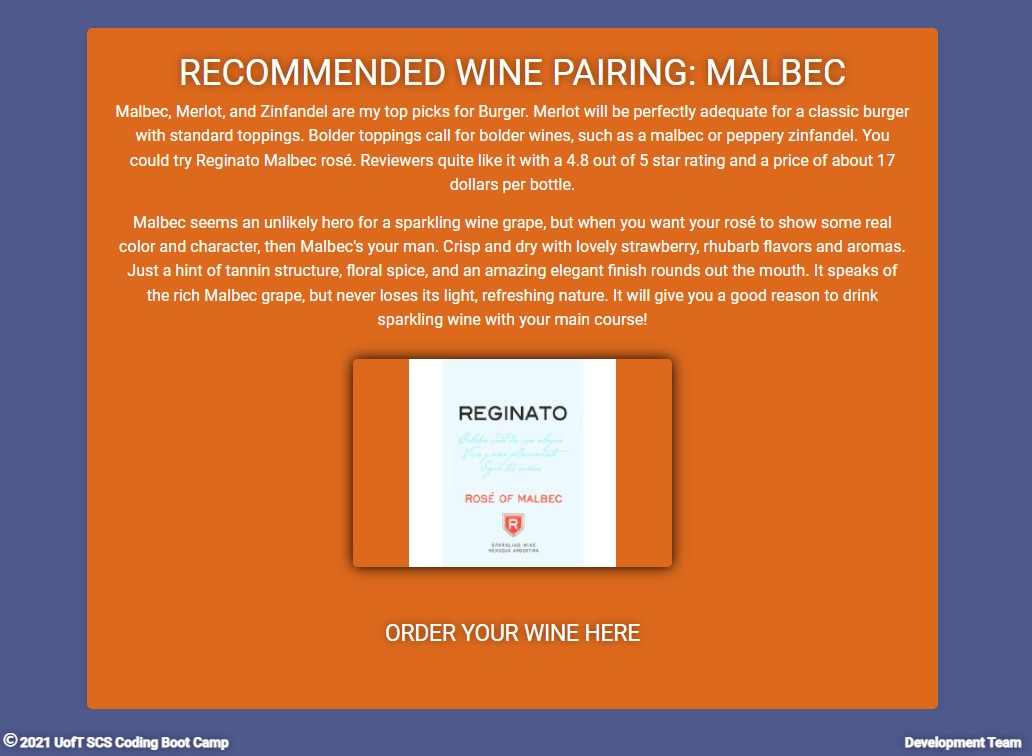 RECOMMENDED WINE PAIRING: MALBEC
Malbec, Merlot, and Zinfandel are my top picks for Burger. Merlot will be perfectly adequate for a classic burger
with standard toppings. Bolder toppings call for bolder wines, such as a malbec or peppery zinfandel. You
could try Reginato Malbec rosé. Reviewers quite like it with a 4.8 out of 5 star rating and a price of about 17
dollars per bottle.
Malbec seems an unlikely hero for a sparkling wine grape, but when you want your rosé to show some real
color and character, then Malbec's your man. Crisp and dry with lovely strawberry, rhubarb flavors and aromas.
Just a hint of tannin structure, floral spice, and an amazing elegant finish rounds out the mouth. It speaks of
the rich Malbec grape, but never loses its light, refreshing nature. It will give you a good reason to drink
sparkling wine with your main course!
REGINATO
ROSÉ OF MALBEC
R
SPARKLING WINE
MENDOZA ARGENTINA
ORDER YOUR WINE HERE
© 2021 UofT SCS Coding Boot Camp
Development Team